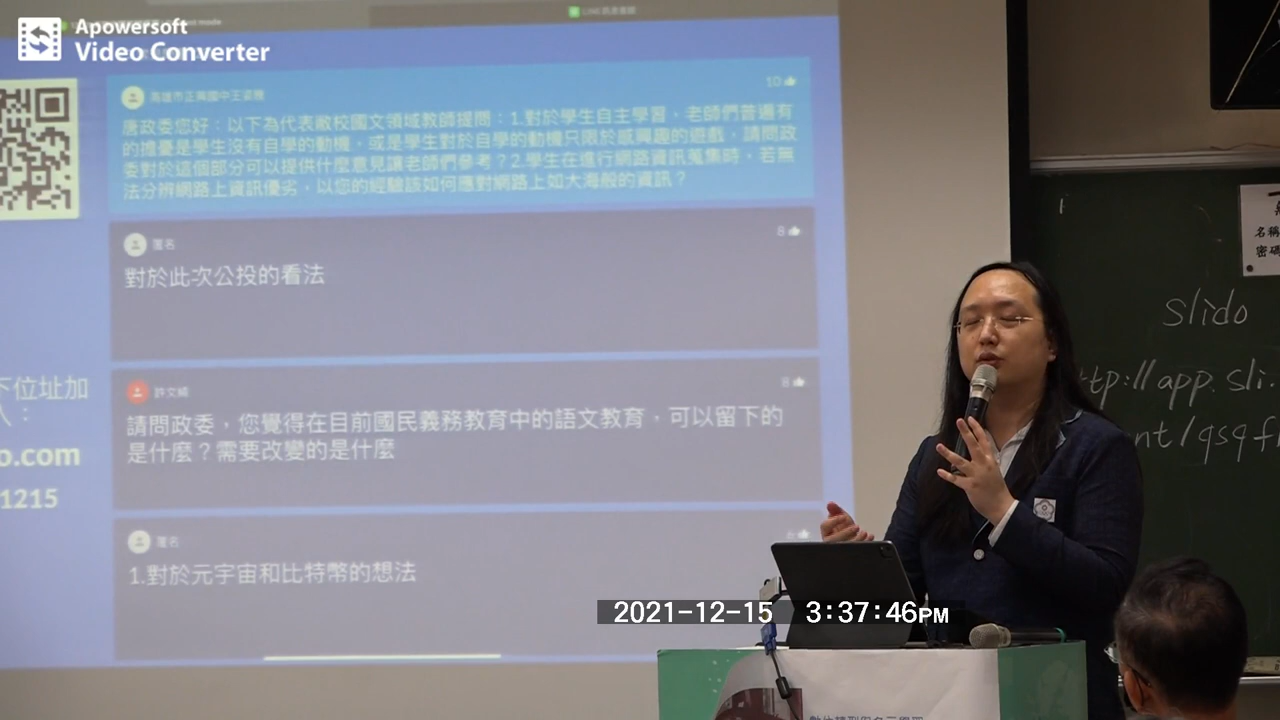 Apowersoft
Video Converter
高雄市正興國中王姿雁
10
唐政委您好：以下為代表敝校國文領域教師提問：1.對於學生自主學習，老師們普遍有
的擔憂是學生沒有自學的動機，或是學生對於自學的動機只限於感興趣的遊戲，請問政
委對於這個部分可以提供什麼意見讓老師們參考？2.學生在進行網路資訊蒐集時，若無
法分辨網路上資訊優劣，以您的經驗該如何應對網路上如大海般的資訊？
匿名
8
對於此次公投的看法
下位址加
人：
o.com
1215
8
請問政委，您覺得在目前國民義務教育中的語文教育，可以留下的
是什麼？需要改變的是什麼
匿名
1.對於元宇宙和比特幣的想法
2021-12-15 3:37:46PM
名稱
密碼
slido
ttp://app.sli
nt/qsqf